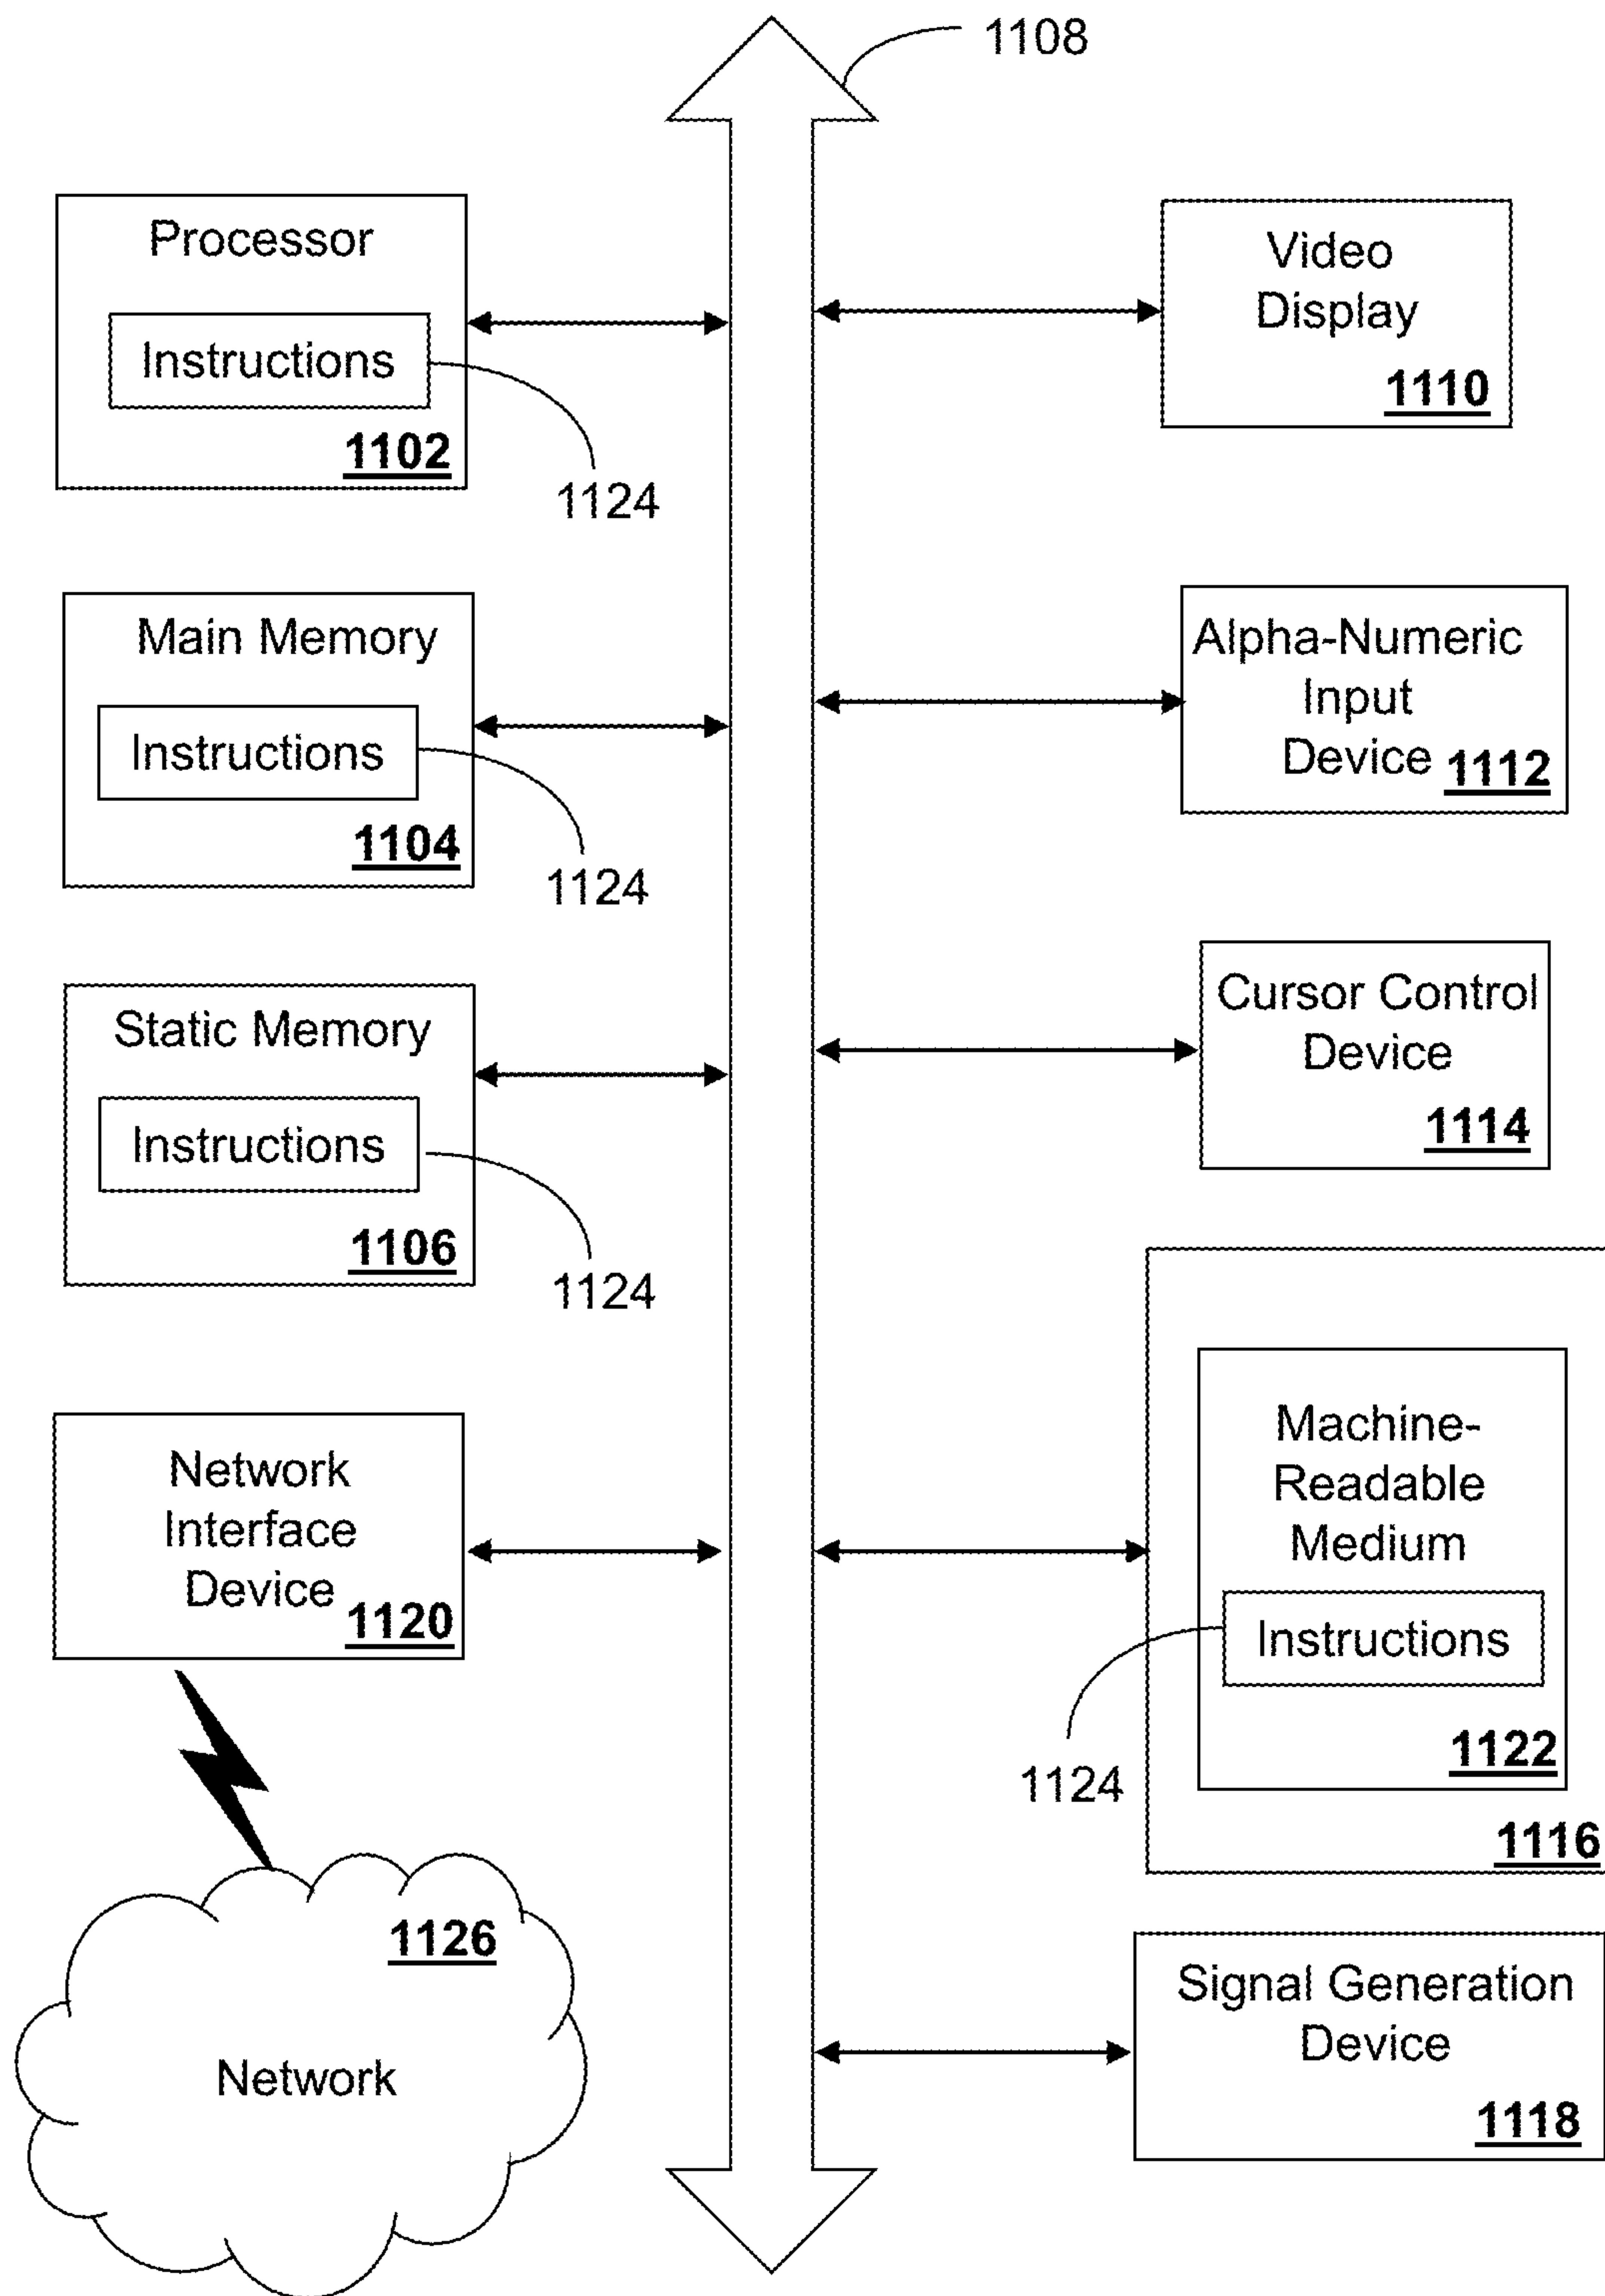 1108
Processor
Instructions
1102
1124
Main Memory
Instructions
1104
1124
Static Memory
Instructions
1106
1124
Network
Interface
Device
1120
1126
Network
Video
Display
1110
Alpha-Numeric
Input
Device 1112
Cursor Control
Device
1114
Machine-
Readable
Medium
Instructions
1122
1124
1116
Signal Generation
Device
1118